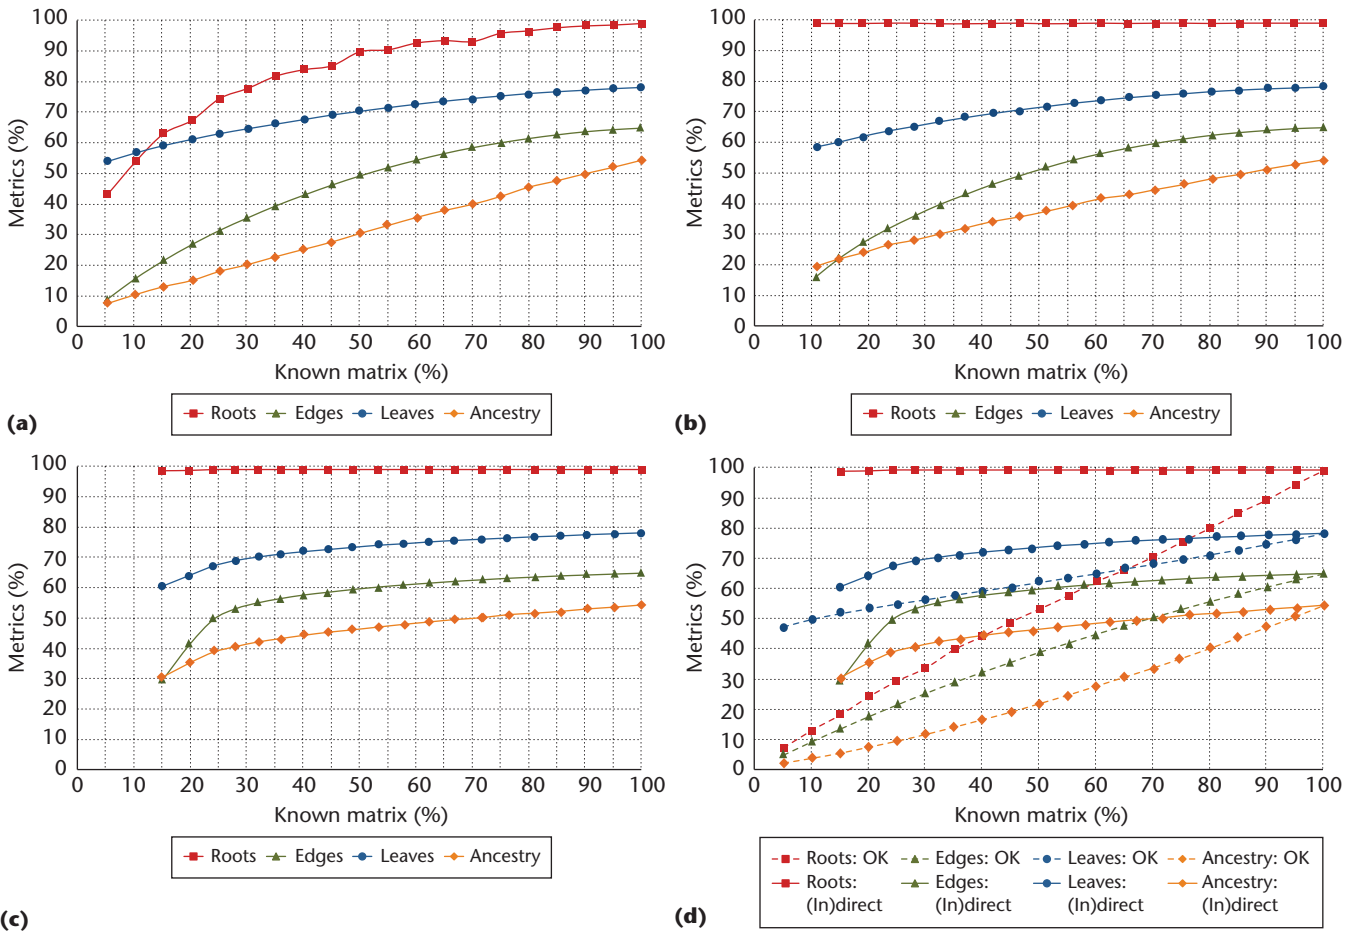 100
90
80
70
60
50
40
30
20
10
0
Metrics (%)
0 10 20 30 40 50 60 70 80 90 100
Known matrix (%)
Roots Edges Leaves Ancestry
(a)
100
90
80
70
60
50
40
30
20
10
0
Metrics (%)
0 10 20 30 40 50 60 70 80 90 100
Known matrix (%)
Roots Edges Leaves Ancestry
(b)
100
90
80
70
60
50
40
30
20
10
0
Metrics (%)
0 10 20 30 40 50 60 70 80 90 100
Known matrix (%)
Roots Edges Leaves Ancestry
(c)
100
90
80
70
60
50
40
30
20
10
0
Metrics (%)
0 10 20 30 40 50 60 70 80 90 100
Known matrix (%)
Roots: OK Edges: OK Leaves: OK Ancestry: OK
Roots: Edges: Leaves: Ancestry:
(In)direct (In)direct (In)direct (In)direct
(d)